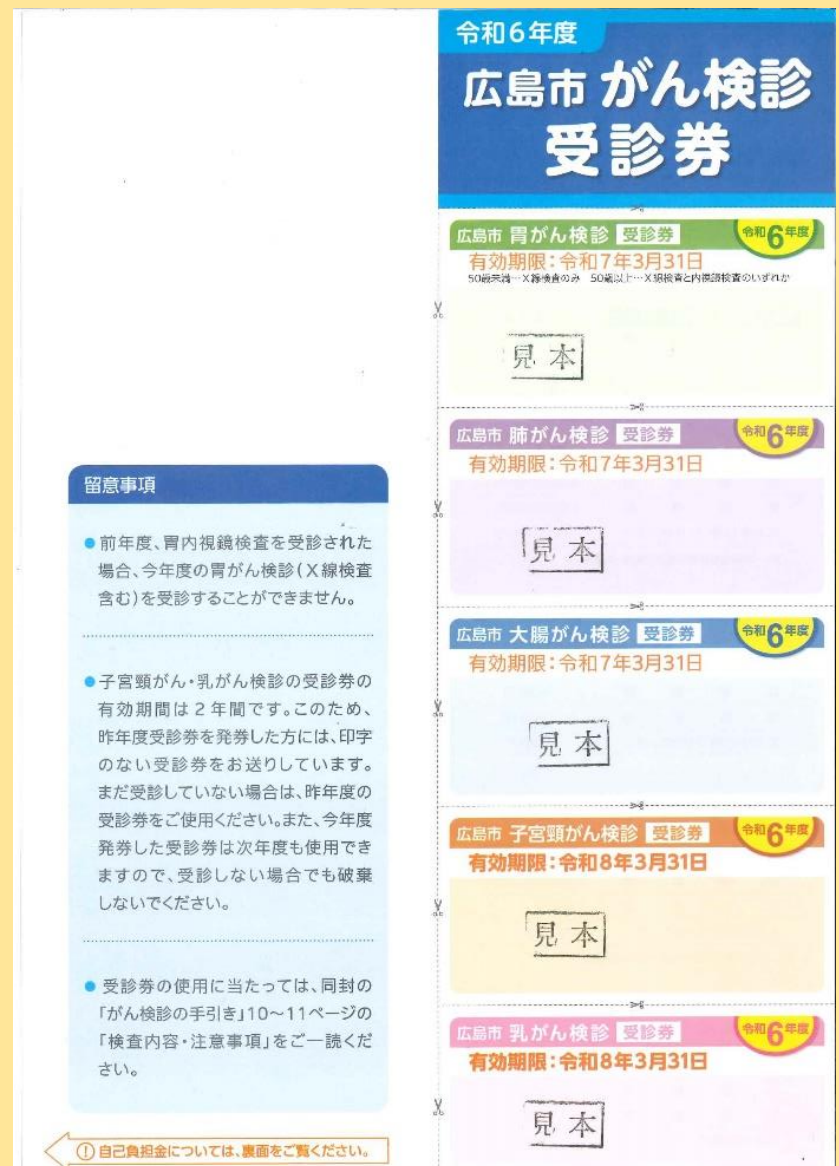 令和6年度
広島市 がん検診
受診券
広島市 胃がん検診 受診券 令和6年度
有効期限：令和7年3月31日
50歳未満…X線検査のみ 50歳以上…X線検査と内視鏡検査のいずれか
見本
広島市 肺がん検診 受診券 令和6年度
有効期限：令和7年3月31日
見本
広島市 大腸がん検診 受診券 令和6年度
有効期限：令和7年3月31日
見本
広島市 子宮頸がん検診 受診券 令和6年度
有効期限：令和8年3月31日
見本
広島市 乳がん検診 受診券 令和6年度
有効期限：令和8年3月31日
見本
留意事項
●前年度、胃内視鏡検査を受診された
場合、今年度の胃がん検診(X線検査
含む)を受診することができません。
●子宮頸がん・乳がん検診の受診券の
有効期間は2年間です。このため、
昨年度受診券を発券した方には、印字
のない受診券をお送りしています。
まだ受診していない場合は、昨年度の
受診券をご使用ください。また、今年度
発券した受診券は次年度も使用でき
ますので、受診しない場合でも破棄
しないでください。
●受診券の使用に当たっては、同封の
「がん検診の手引き」10～11ページの
「検査内容・注意事項」をご一読くだ
さい。
! 自己負担金については、裏面をご覧ください。